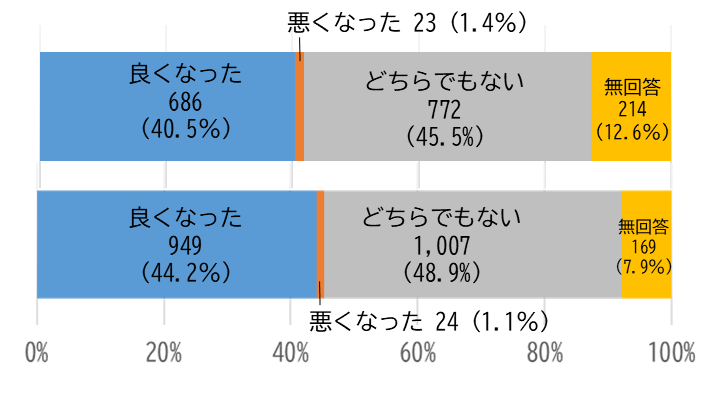 悪くなった 23（1.4％）
良くなった
686
（40.5％）
どちらでもない
772
（45.5％）
無回答
214
（12.6％）
良くなった
949
（44.2％）
どちらでもない
1,007
（48.9％）
無回答
169
（7.9％）
悪くなった 24（1.1％）
0% 20% 40% 60% 80% 100%